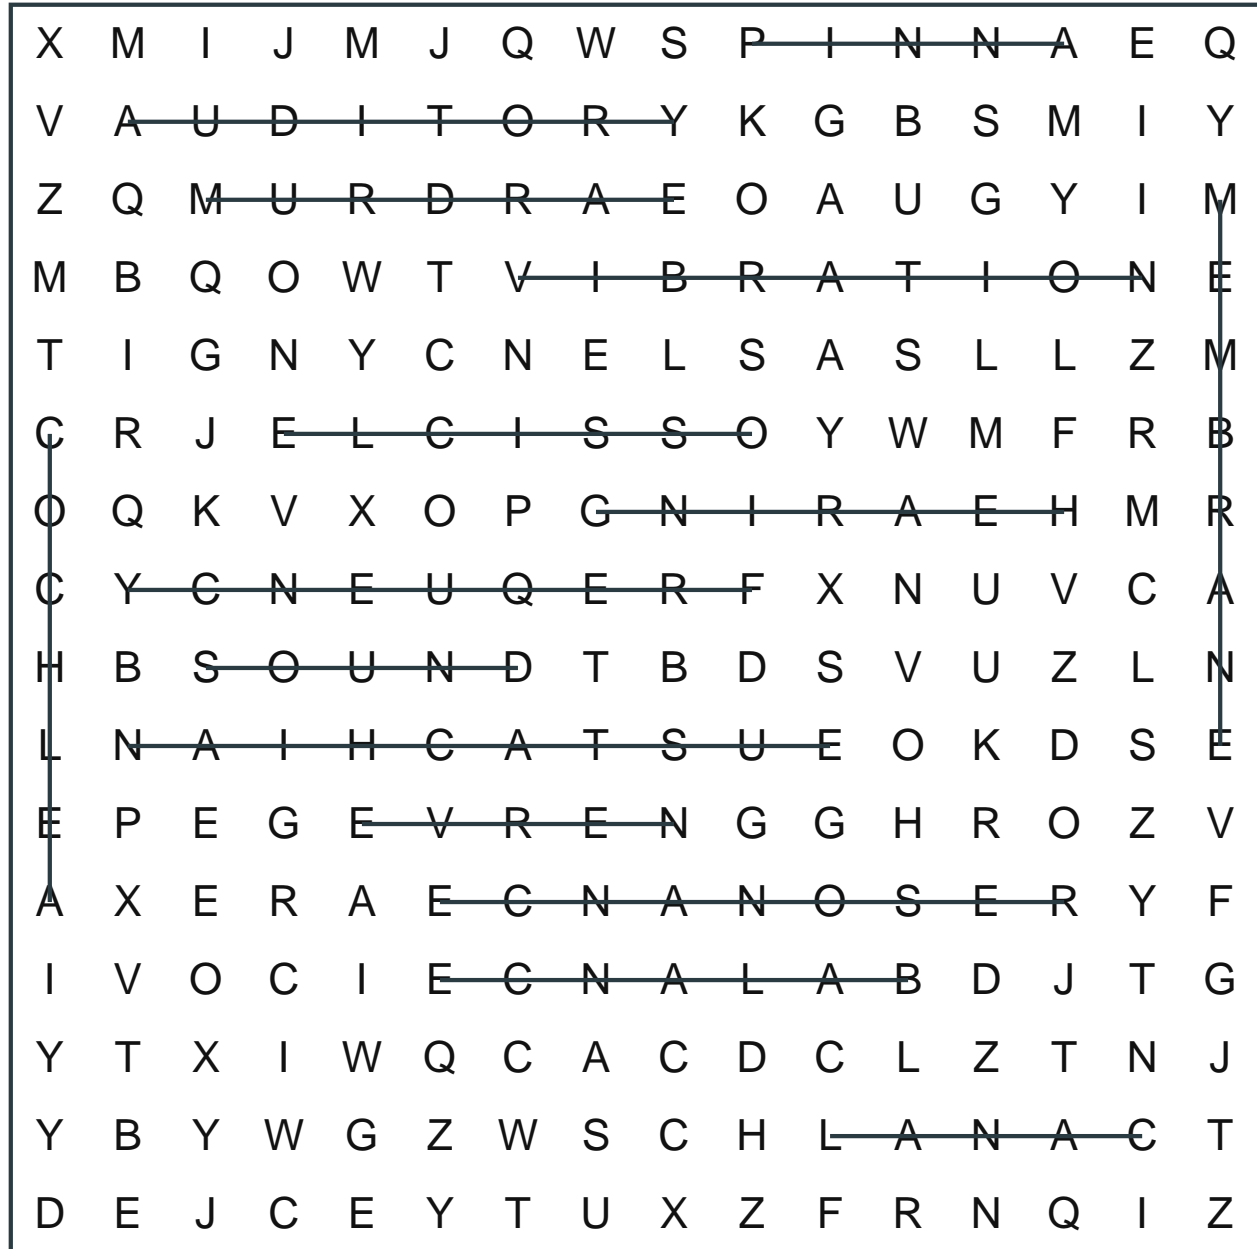 X M I J M J Q W S P I N N A E Q
V A U D I T O R Y K G B S M I Y
Z Q M U R D R A E O A U G Y I M
M B Q O W T V I B R A T I O N E
T I G N Y C N E L S A S L L Z M
C R J E L C I S S O Y W M F R B
O Q K V X O P G N I R A E H M R
C Y C N E U Q E R F X N U V C A
H B S O U N D T B D S V U Z L N
L N A I H C A T S U E O K D S E
E P E G E V R E N G G H R O Z V
A X E R A E C N A N O S E R Y F
I V O C I E C N A L A B D J T G
Y T X I W Q C A C D C L Z T N J
Y B Y W G Z W S C H L A N A C T
D E J C E Y T U X Z F R N Q I Z